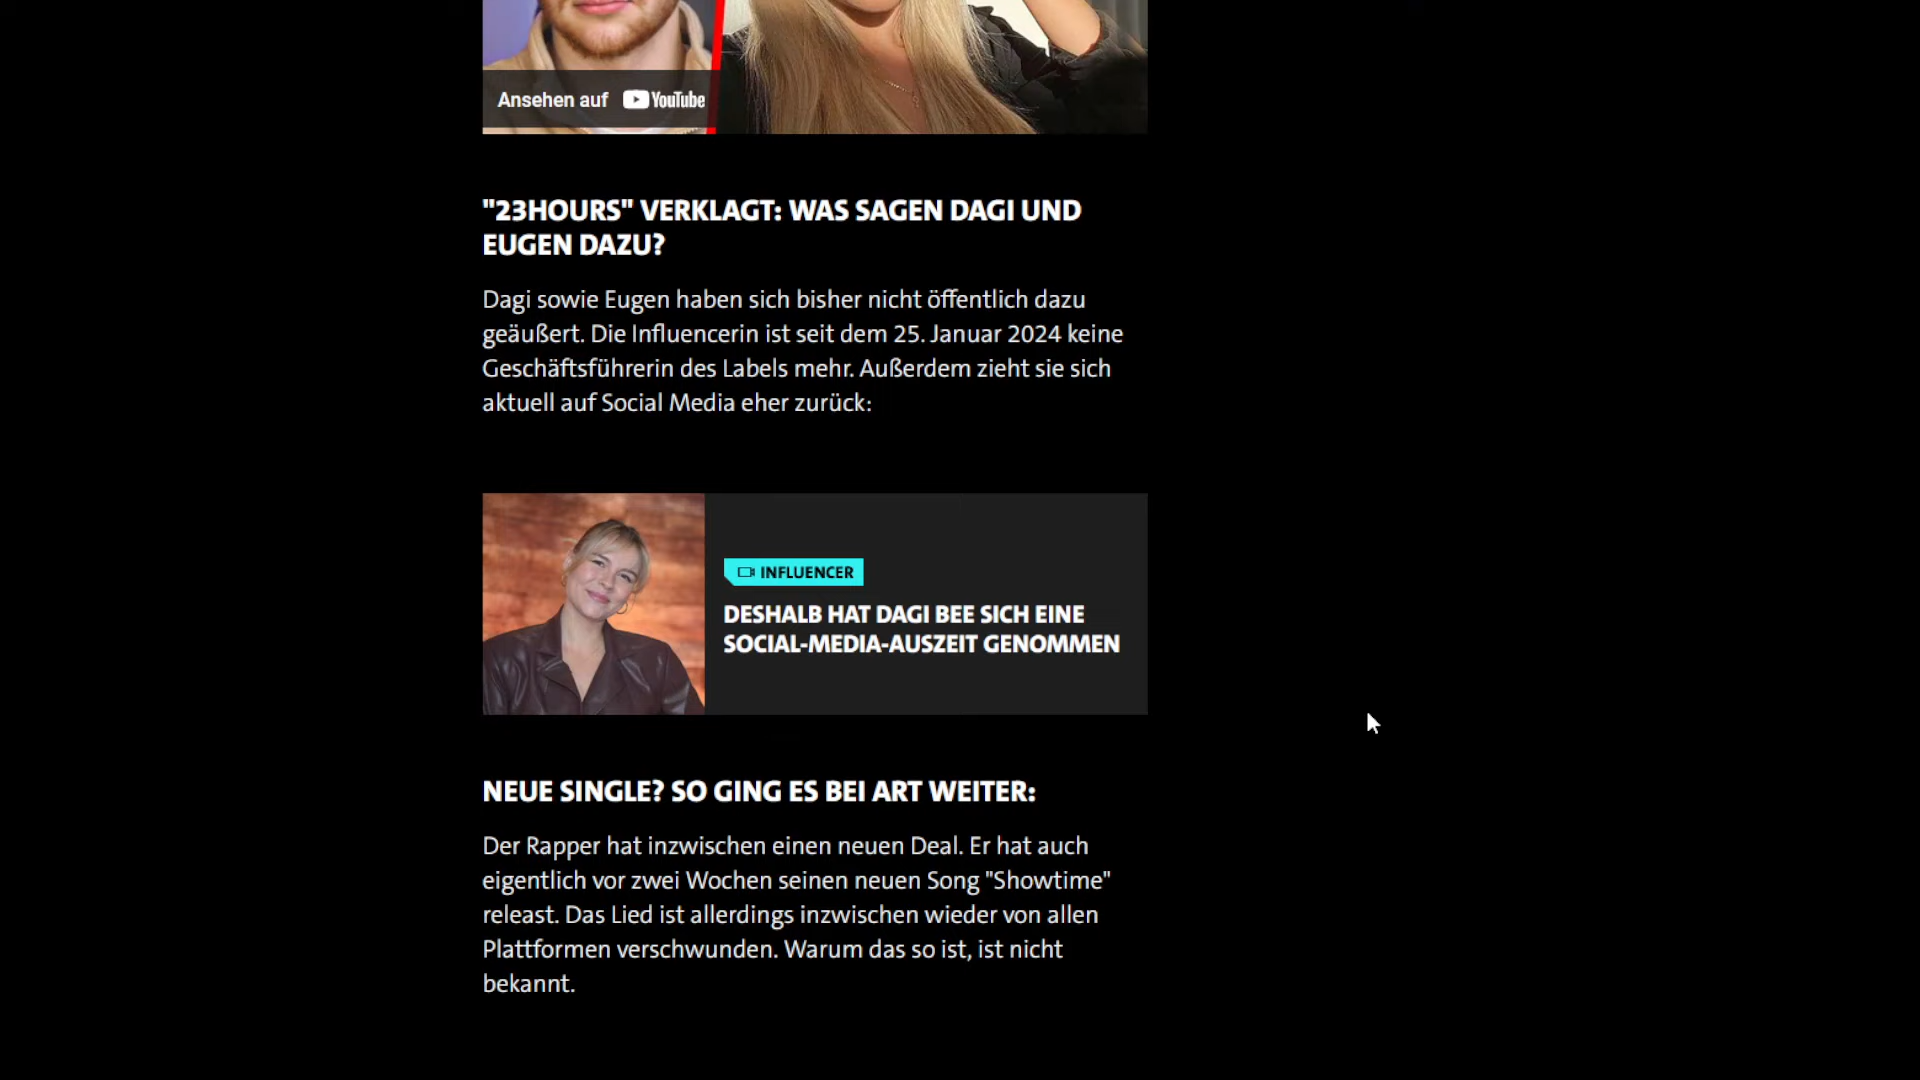 Ansehen auf YouTube
"23HOURS" VERKLAGT: WAS SAGEN DAGI UND
EUGEN DAZU?
Dagi sowie Eugen haben sich bisher nicht öffentlich dazu
geäußert. Die Influencerin ist seit dem 25. Januar 2024 keine
Geschäftsführerin des Labels mehr. Außerdem zieht sie sich
aktuell auf Social Media eher zurück:
INFLUENCER
DESHALB HAT DAGI BEE SICH EINE
SOCIAL-MEDIA-AUSZEIT GENOMMEN
NEUE SINGLE? SO GING ES BEI ART WEITER:
Der Rapper hat inzwischen einen neuen Deal. Er hat auch
eigentlich vor zwei Wochen seinen neuen Song "Showtime"
releast. Das Lied ist allerdings inzwischen wieder von allen
Plattformen verschwunden. Warum das so ist, ist nicht
bekannt.